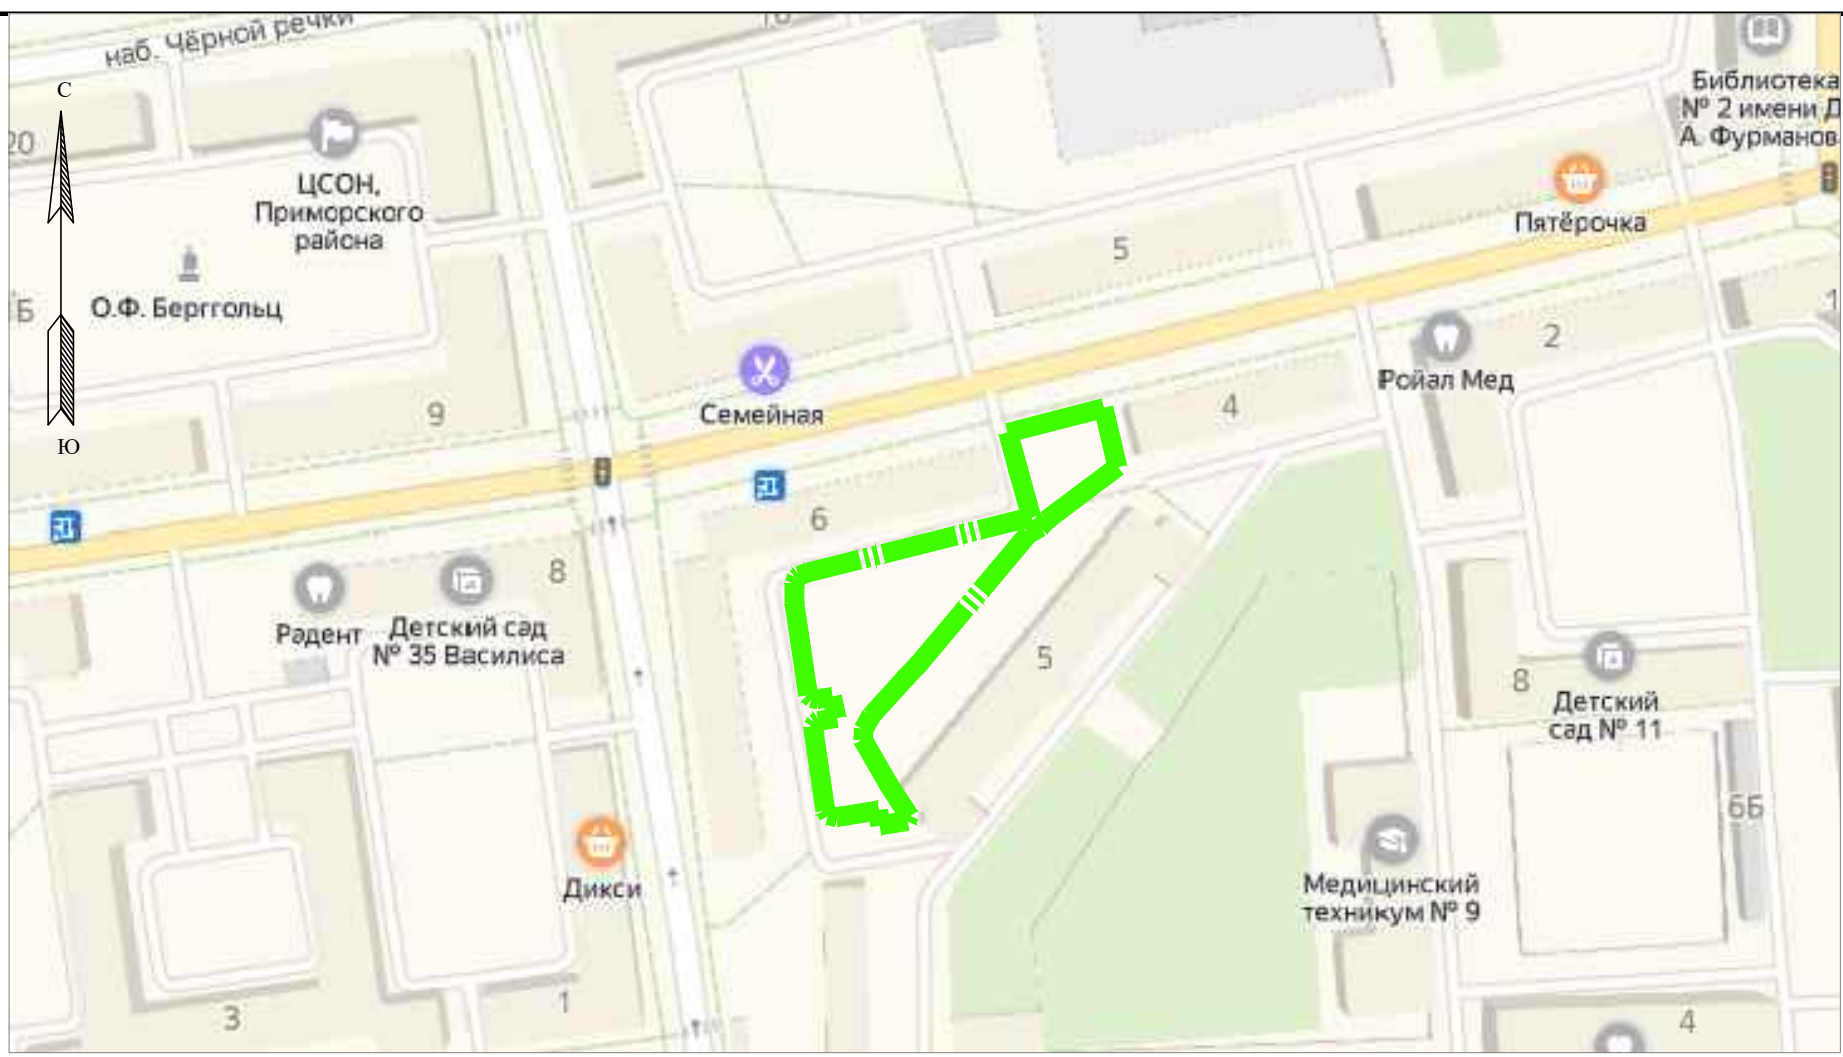 наб. Чёрной речки
С
20
ЦСОН,
Приморского
района
О.Ф. Берггольц
Ю
9
Семейная
6
5
Пятёрочка
Библиотека
№ 2 имени Д
А. Фурманов
Ройал Мед
2
1
4
8
Радент
Детский сад
№ 35 Василиса
5
8
Детский
сад № 11
6Б
Дикси
Медицинский
техникум № 9
3
1
4